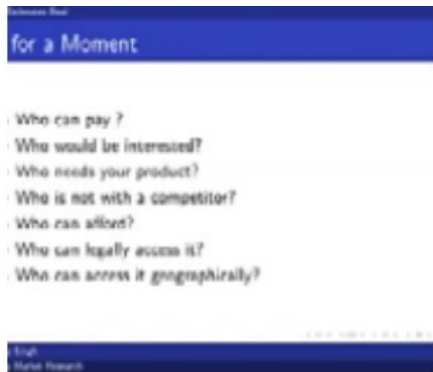 for a Moment
Who can pay ?
Who would be interested?
Who needs your product?
Who is not with a competitor?
Who can afford?
Who can legally access it?
Who can access it geographically?
Singh
Market Research